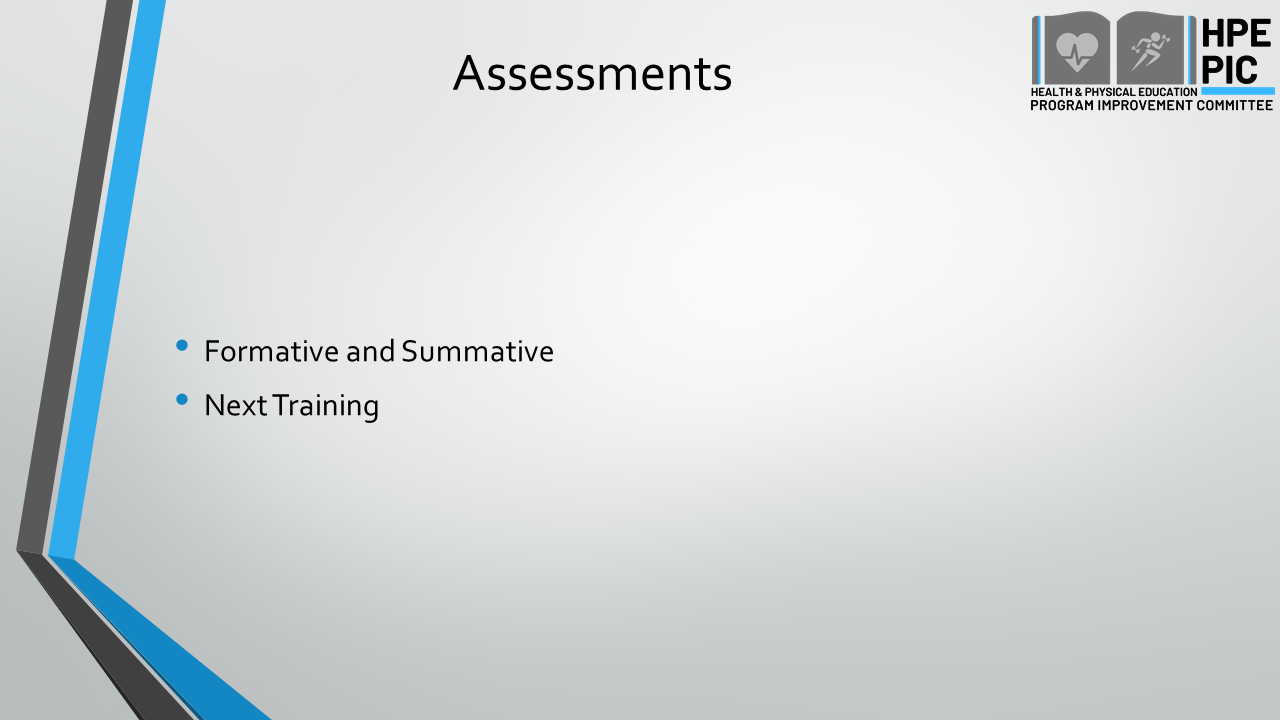 Assessments
HPE
PIC
HEALTH & PHYSICAL EDUCATION
PROGRAM IMPROVEMENT COMMITTEE
Formative and Summative
Next Training